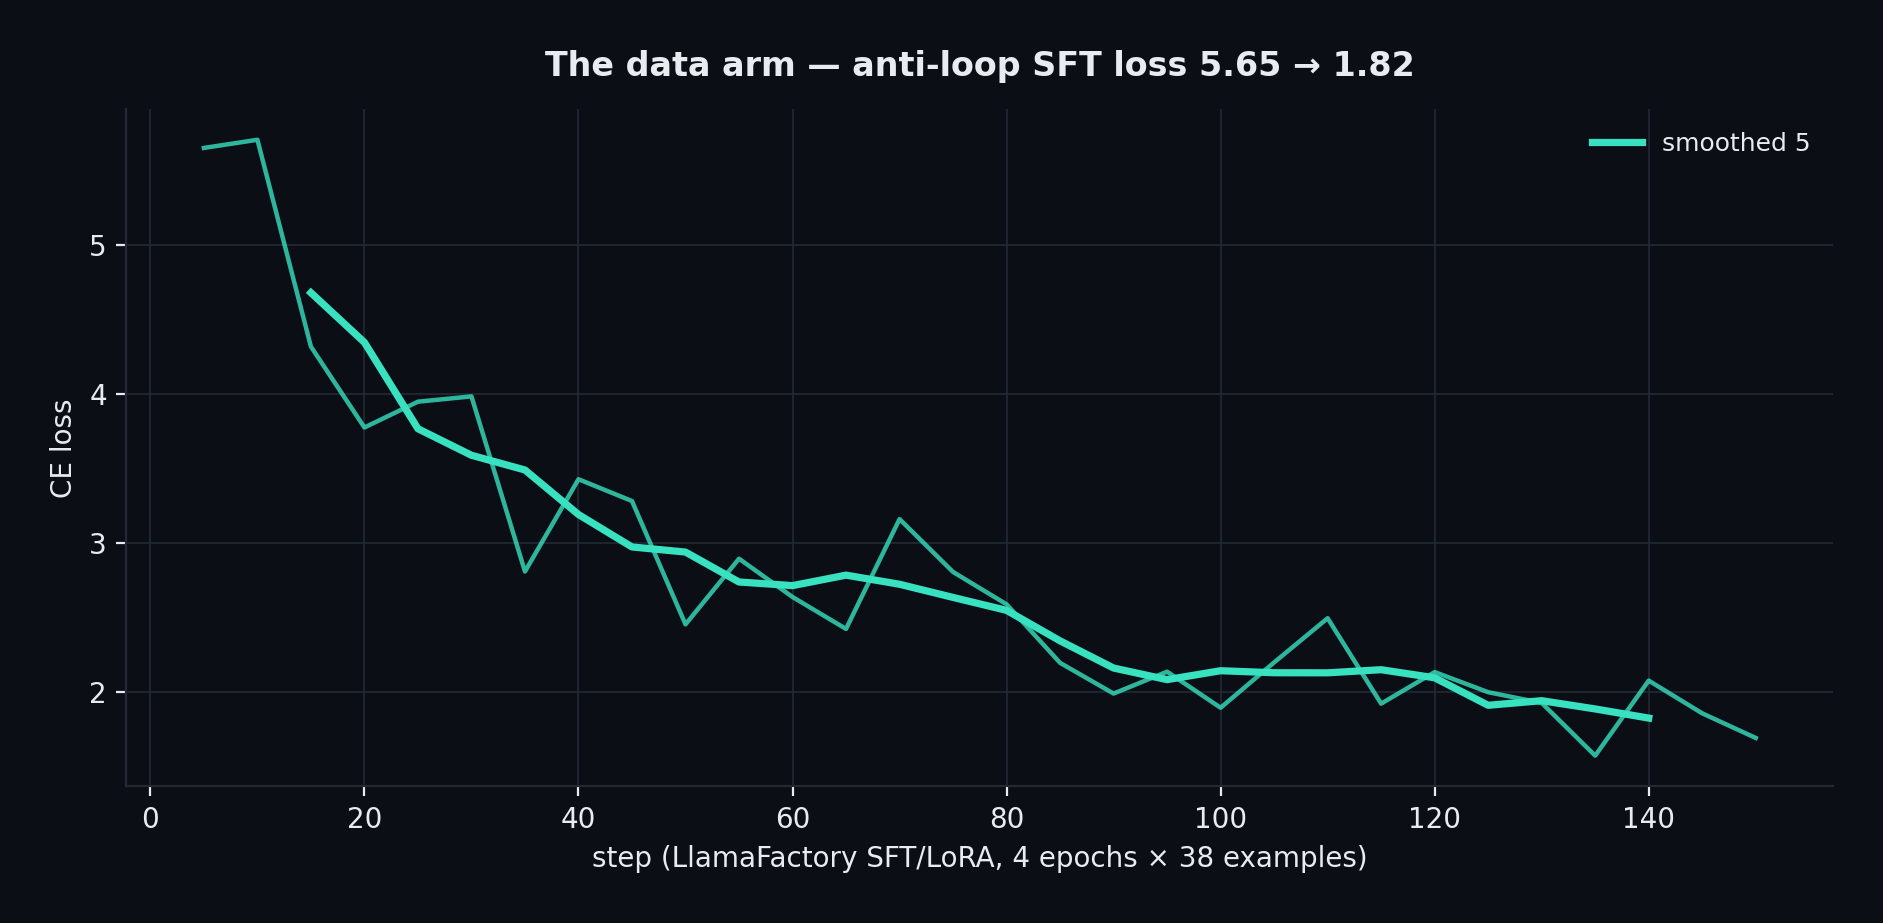 The data arm — anti-loop SFT loss 5.65 → 1.82
smoothed 5
CE loss
5
4
3
2
0 20 40 60 80 100 120 140
step (LlamaFactory SFT/LoRA, 4 epochs × 38 examples)